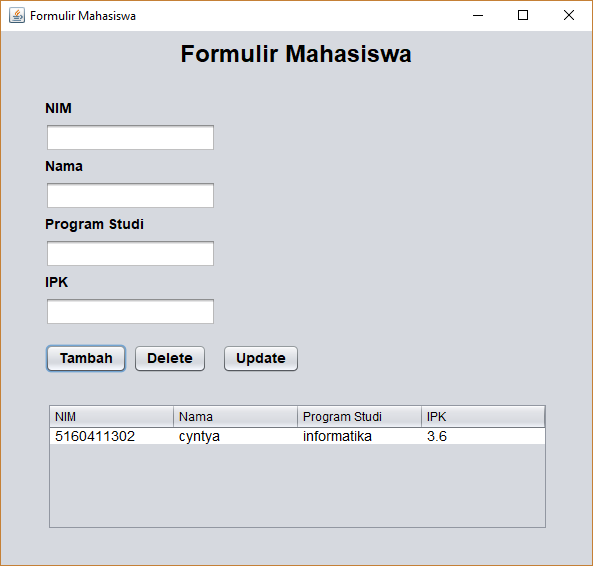 Formulir Mahasiswa
Formulir Mahasiswa
NIM
Nama
Program Studi
IPK
Tambah Delete Update
NIM Nama Program Studi IPK
5160411302 cyntya informatika 3.6